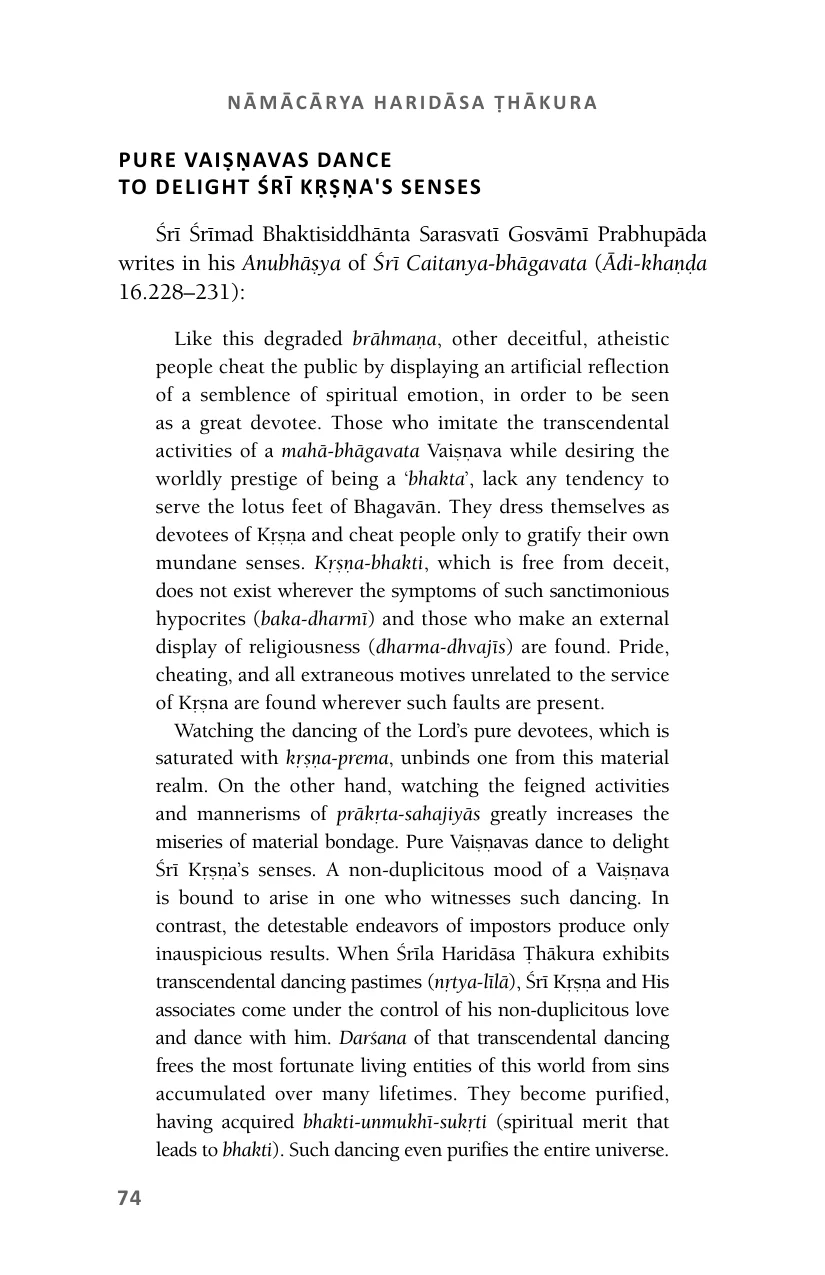 NĀMĀCĀRYA HARIDĀSA ṬHĀKURA
PURE VAIṢṆAVAS DANCE
TO DELIGHT ŚRĪ KṚṢṆA'S SENSES
Śrī Śrīmad Bhaktisiddhānta Sarasvatī Gosvāmī Prabhupāda
writes in his Anubhāṣya of Śrī Caitanya-bhāgavata (Ādi-khaṇḍa
16.228–231):
Like this degraded brāhmaṇa, other deceitful, atheistic
people cheat the public by displaying an artificial reflection
of a semblence of spiritual emotion, in order to be seen
as a great devotee. Those who imitate the transcendental
activities of a mahā-bhāgavata Vaiṣṇava while desiring the
worldly prestige of being a ‘bhakta’, lack any tendency to
serve the lotus feet of Bhagavān. They dress themselves as
devotees of Kṛṣṇa and cheat people only to gratify their own
mundane senses. Kṛṣṇa-bhakti, which is free from deceit,
does not exist wherever the symptoms of such sanctimonious
hypocrites (baka-dharmī) and those who make an external
display of religiousness (dharma-dhvajīs) are found. Pride,
cheating, and all extraneous motives unrelated to the service
of Kṛṣṇa are found wherever such faults are present.
Watching the dancing of the Lord’s pure devotees, which is
saturated with kṛṣṇa-prema, unbinds one from this material
realm. On the other hand, watching the feigned activities
and mannerisms of prākṛta-sahajiyās greatly increases the
miseries of material bondage. Pure Vaiṣṇavas dance to delight
Śrī Kṛṣṇa’s senses. A non-duplicitous mood of a Vaiṣṇava
is bound to arise in one who witnesses such dancing. In
contrast, the detestable endeavors of impostors produce only
inauspicious results. When Śrīla Haridāsa Ṭhākura exhibits
transcendental dancing pastimes (nṛtya-līlā), Śrī Kṛṣṇa and His
associates come under the control of his non-duplicitous love
and dance with him. Darśana of that transcendental dancing
frees the most fortunate living entities of this world from sins
accumulated over many lifetimes. They become purified,
having acquired bhakti-unmukhī-sukṛti (spiritual merit that
leads to bhakti). Such dancing even purifies the entire universe.
74